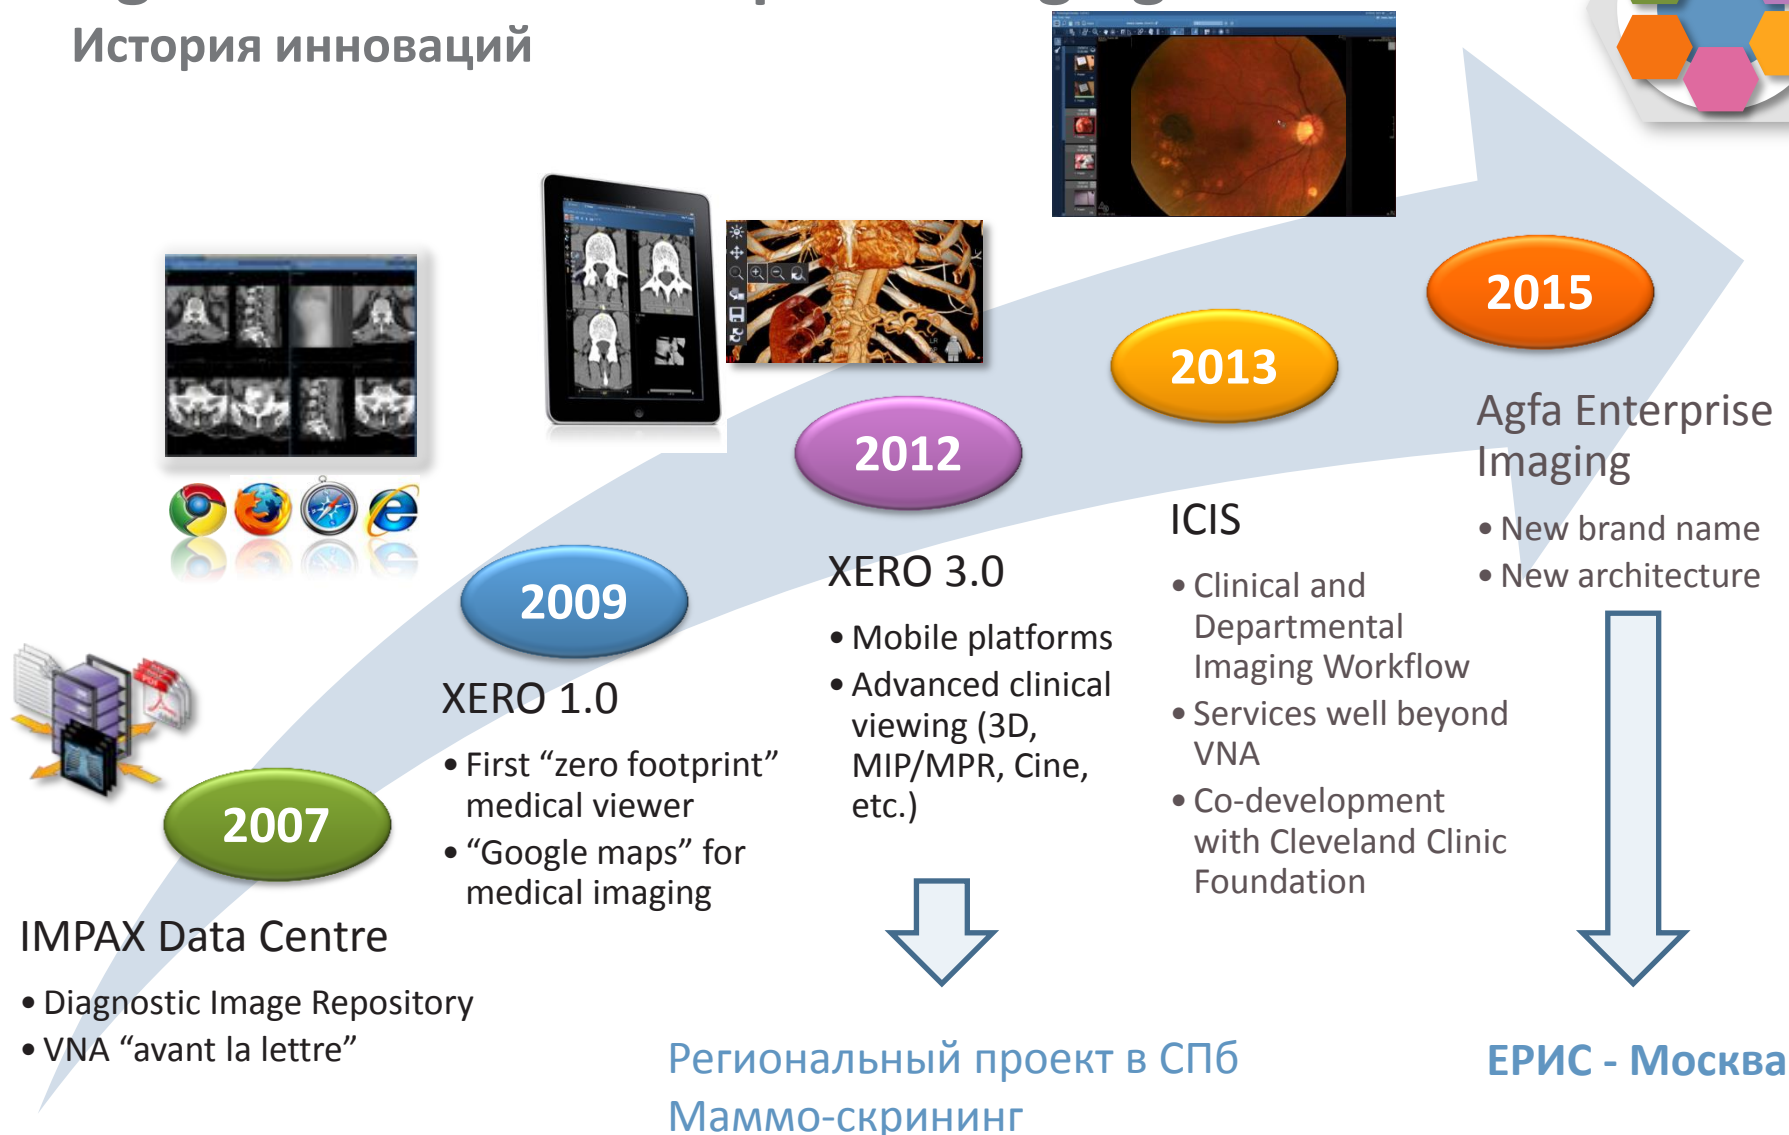 История инноваций
2015
2013
2012
2009
2007
Agfa Enterprise
Imaging
• New brand name
• New architecture
ICIS
• Clinical and
Departmental
Imaging Workflow
• Services well beyond
VNA
• Co-development
with Cleveland Clinic
Foundation
XERO 3.0
• Mobile platforms
• Advanced clinical
viewing (3D,
MIP/MPR, Cine,
etc.)
XERO 1.0
• First “zero footprint”
medical viewer
• “Google maps” for
medical imaging
IMPAX Data Centre
• Diagnostic Image Repository
• VNA “avant la lettre”
Региональный проект в СПб
Маммо-скрининг
ЕРИС - Москва